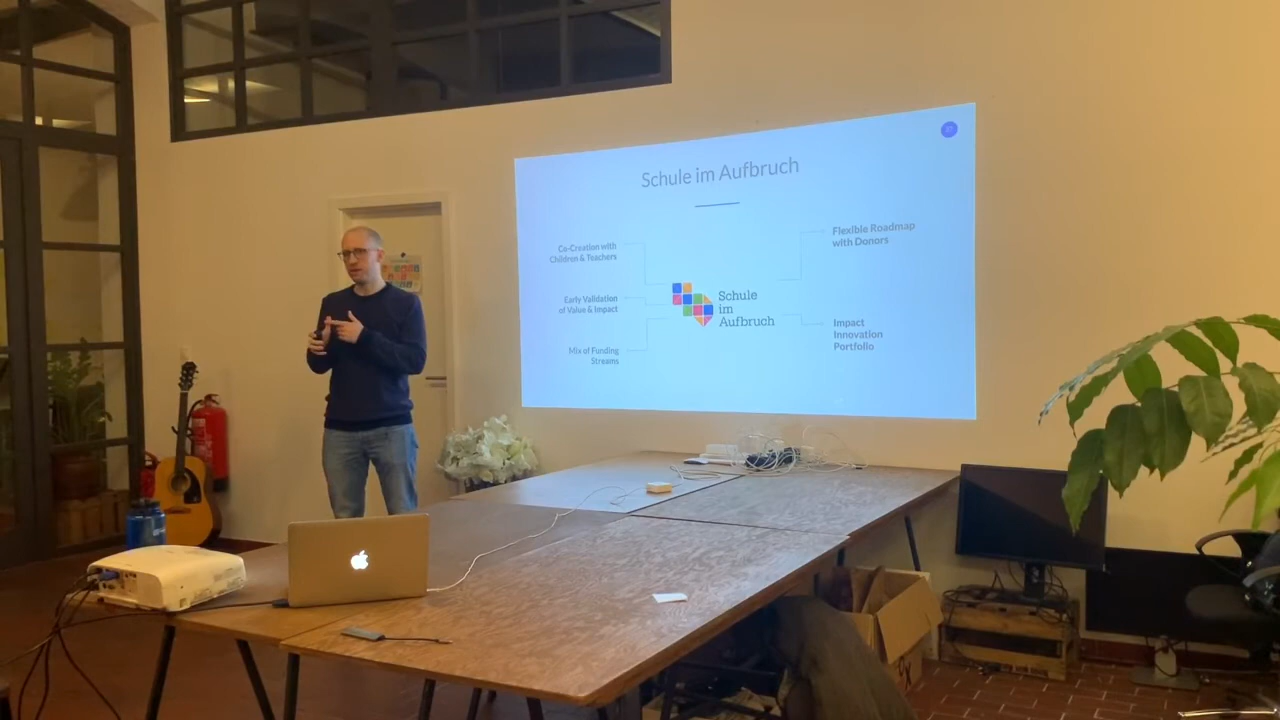 37
Schule im Aufbruch
Co-Creation with
Children & Teachers
Early Validation
of Value & Impact
Mix of Funding
Streams
Schule
im
Aufbruch
Flexible Roadmap
with Donors
Impact
Innovation
Portfolio